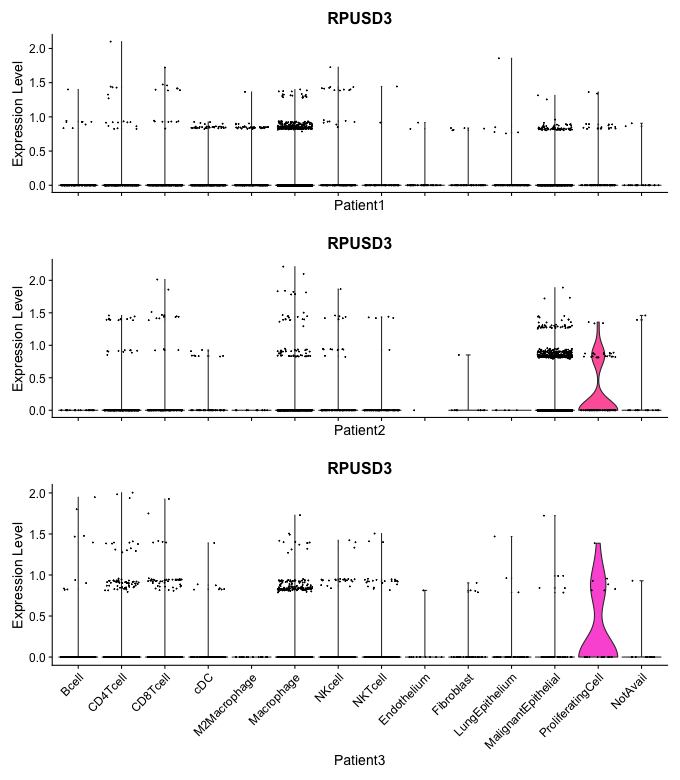 RPUSD3
Expression Level
2.0
1.5
1.0
0.5
0.0
Patient1
RPUSD3
Expression Level
2.0
1.5
1.0
0.5
0.0
Patient2
RPUSD3
Expression Level
2.0
1.5
1.0
0.5
0.0
Bcell
CD4Tcell
CD8Tcell
cDC
M2Macrophage
Macrophage
NKcell
NKTcell
Endothelium
Fibroblast
LungEpithelium
MalignantEpithelial
ProliferatingCell
NotAvail
Patient3